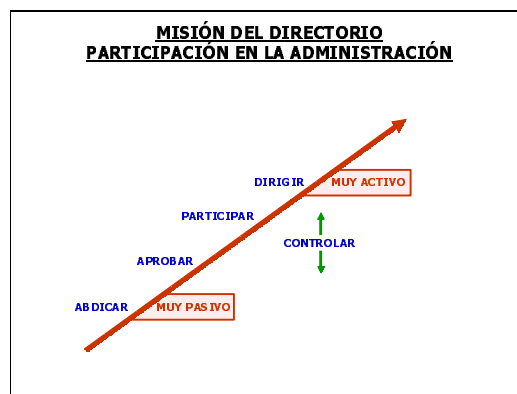 MISIÓN DEL DIRECTORIO
PARTICIPACIÓN EN LA ADMINISTRACIÓN
DIRIGIR MUY ACTIVO
PARTICIPAR
CONTROLAR
APROBAR
ABDICAR MUY PASIVO